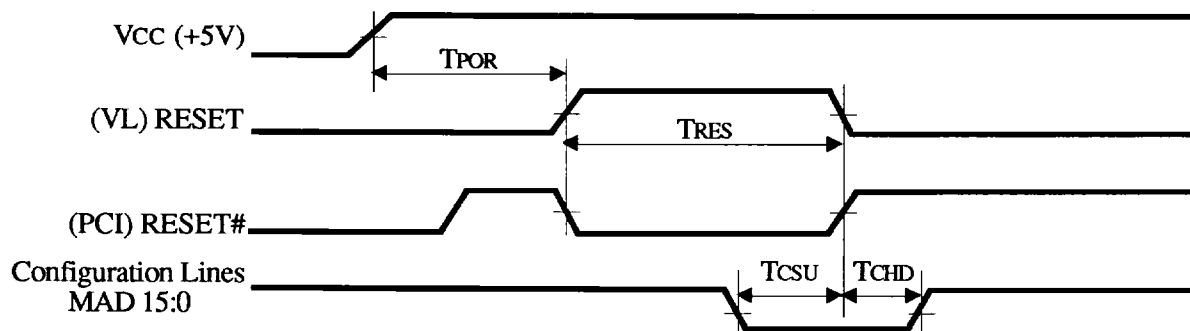 VCC (+5V)
TPOR
(VL) RESET
TRES
(PCI) RESET#
Configuration Lines
MAD 15:0
TCSU
TCHD